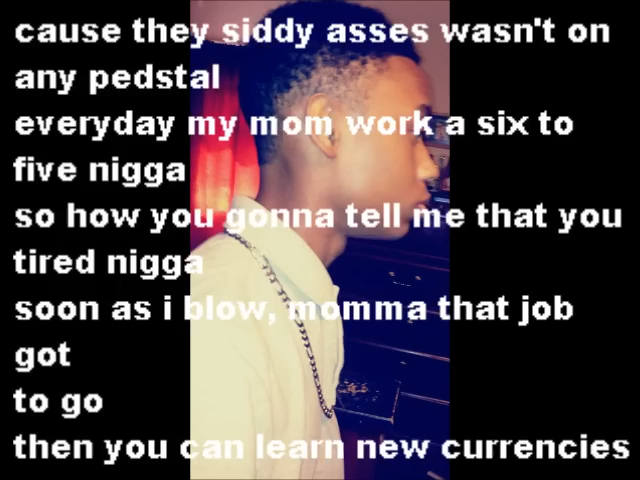 cause they siddy asses wasn't on
any pedstal
everyday my mom work a six to
five nigga
so how you gonna tell me that you
tired nigga
soon as i blow, momma that job
got
to go
then you can learn new currencies